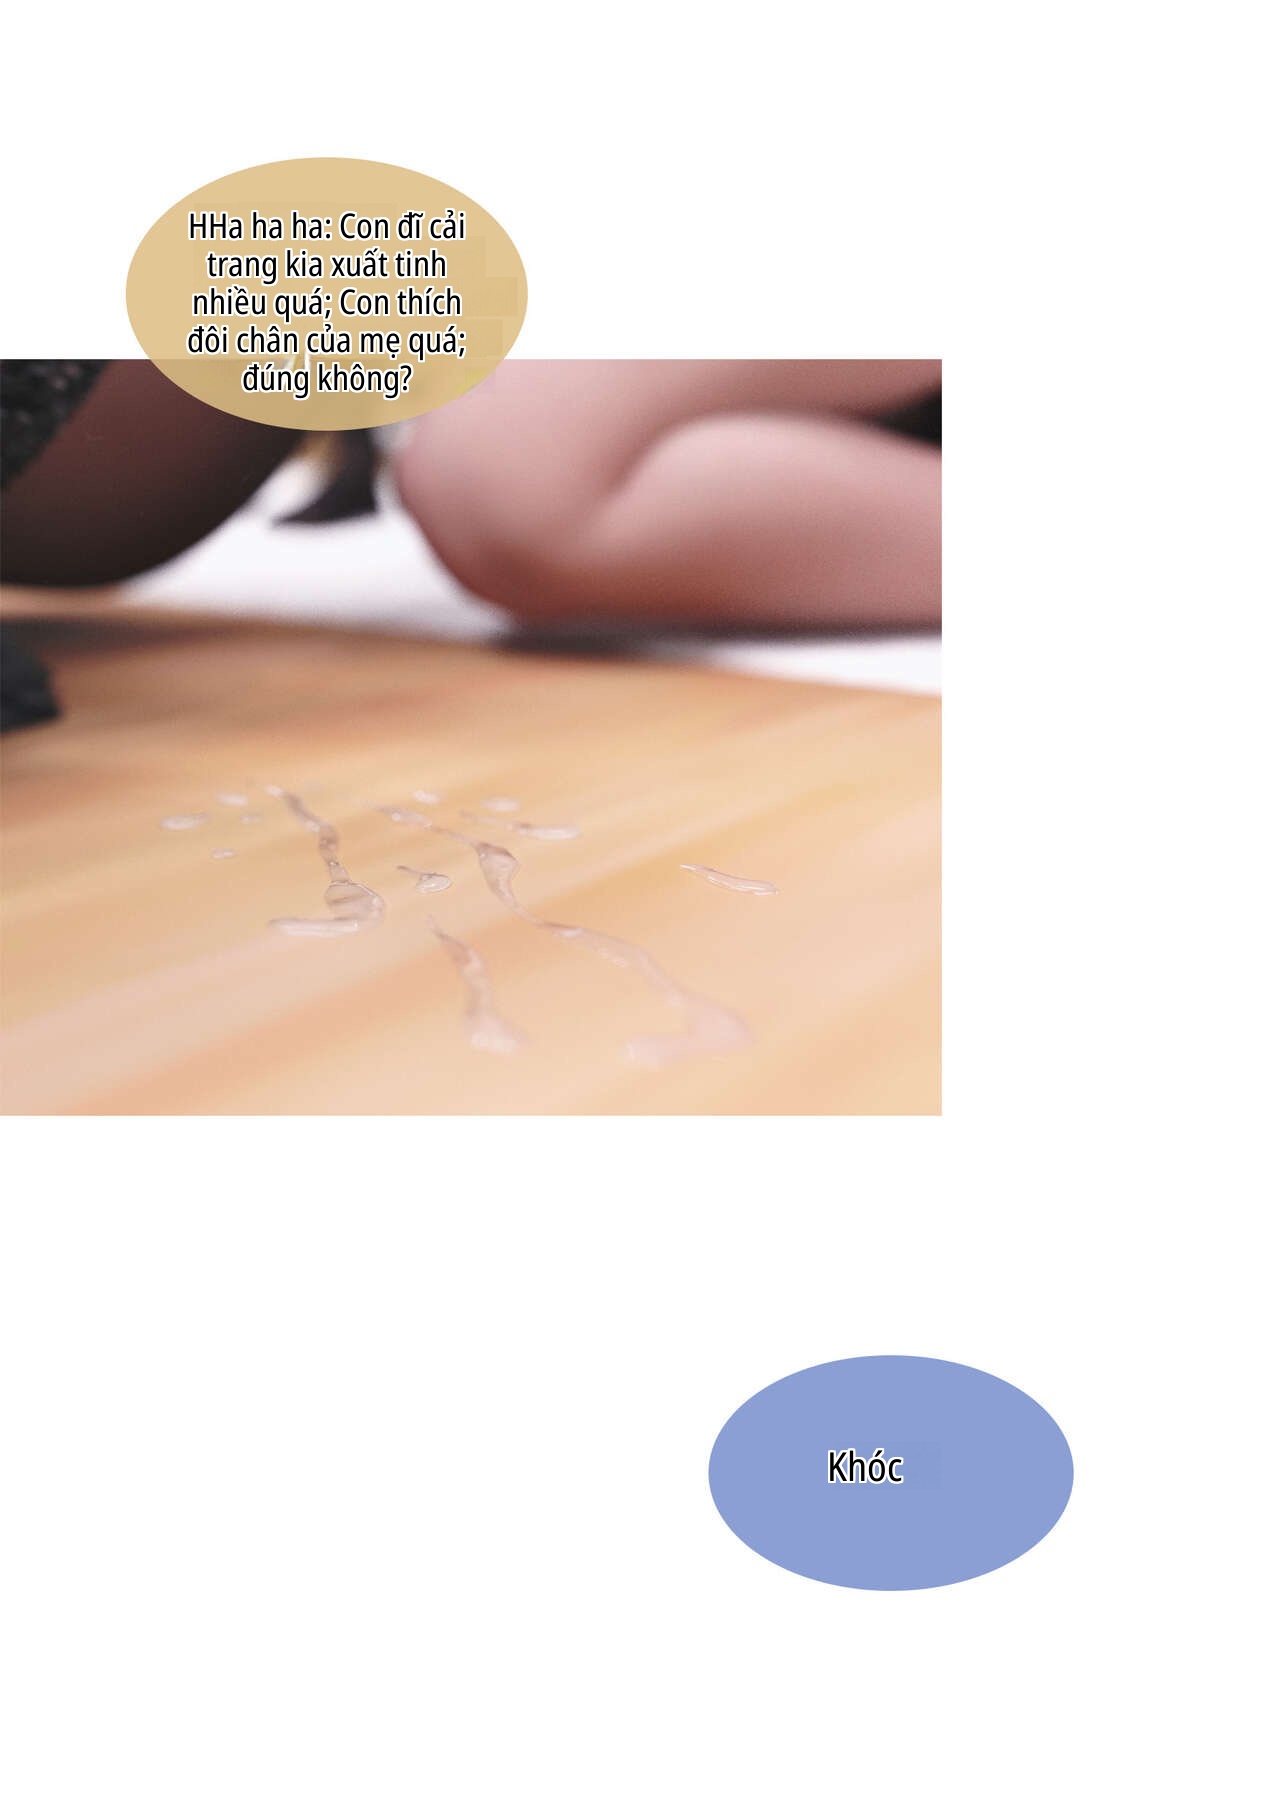 HHa ha ha: Con đĩ cải
trang kia xuất tinh
nhiều quá; Con thích
đôi chân của mẹ quá;
đúng không?
Khóc